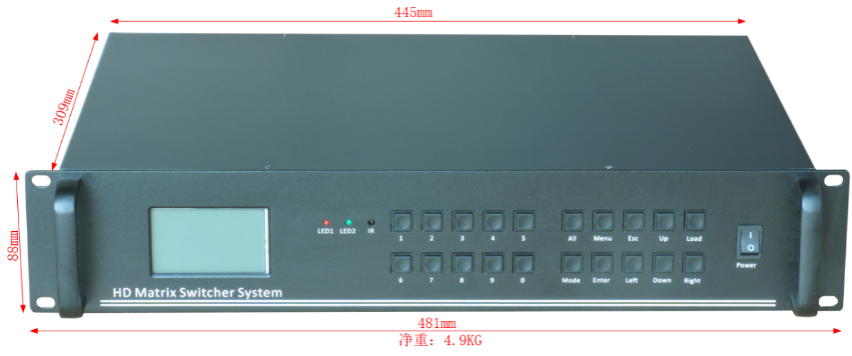 445mm
309mm
88mm
LED1 LED2 IR
1 2 3 4 5
All Menu Esc Up Load
6 7 8 9 0
Mode Enter Left Down Right
I
O
Power
HD Matrix Switcher System
481mm
净重：4.9KG